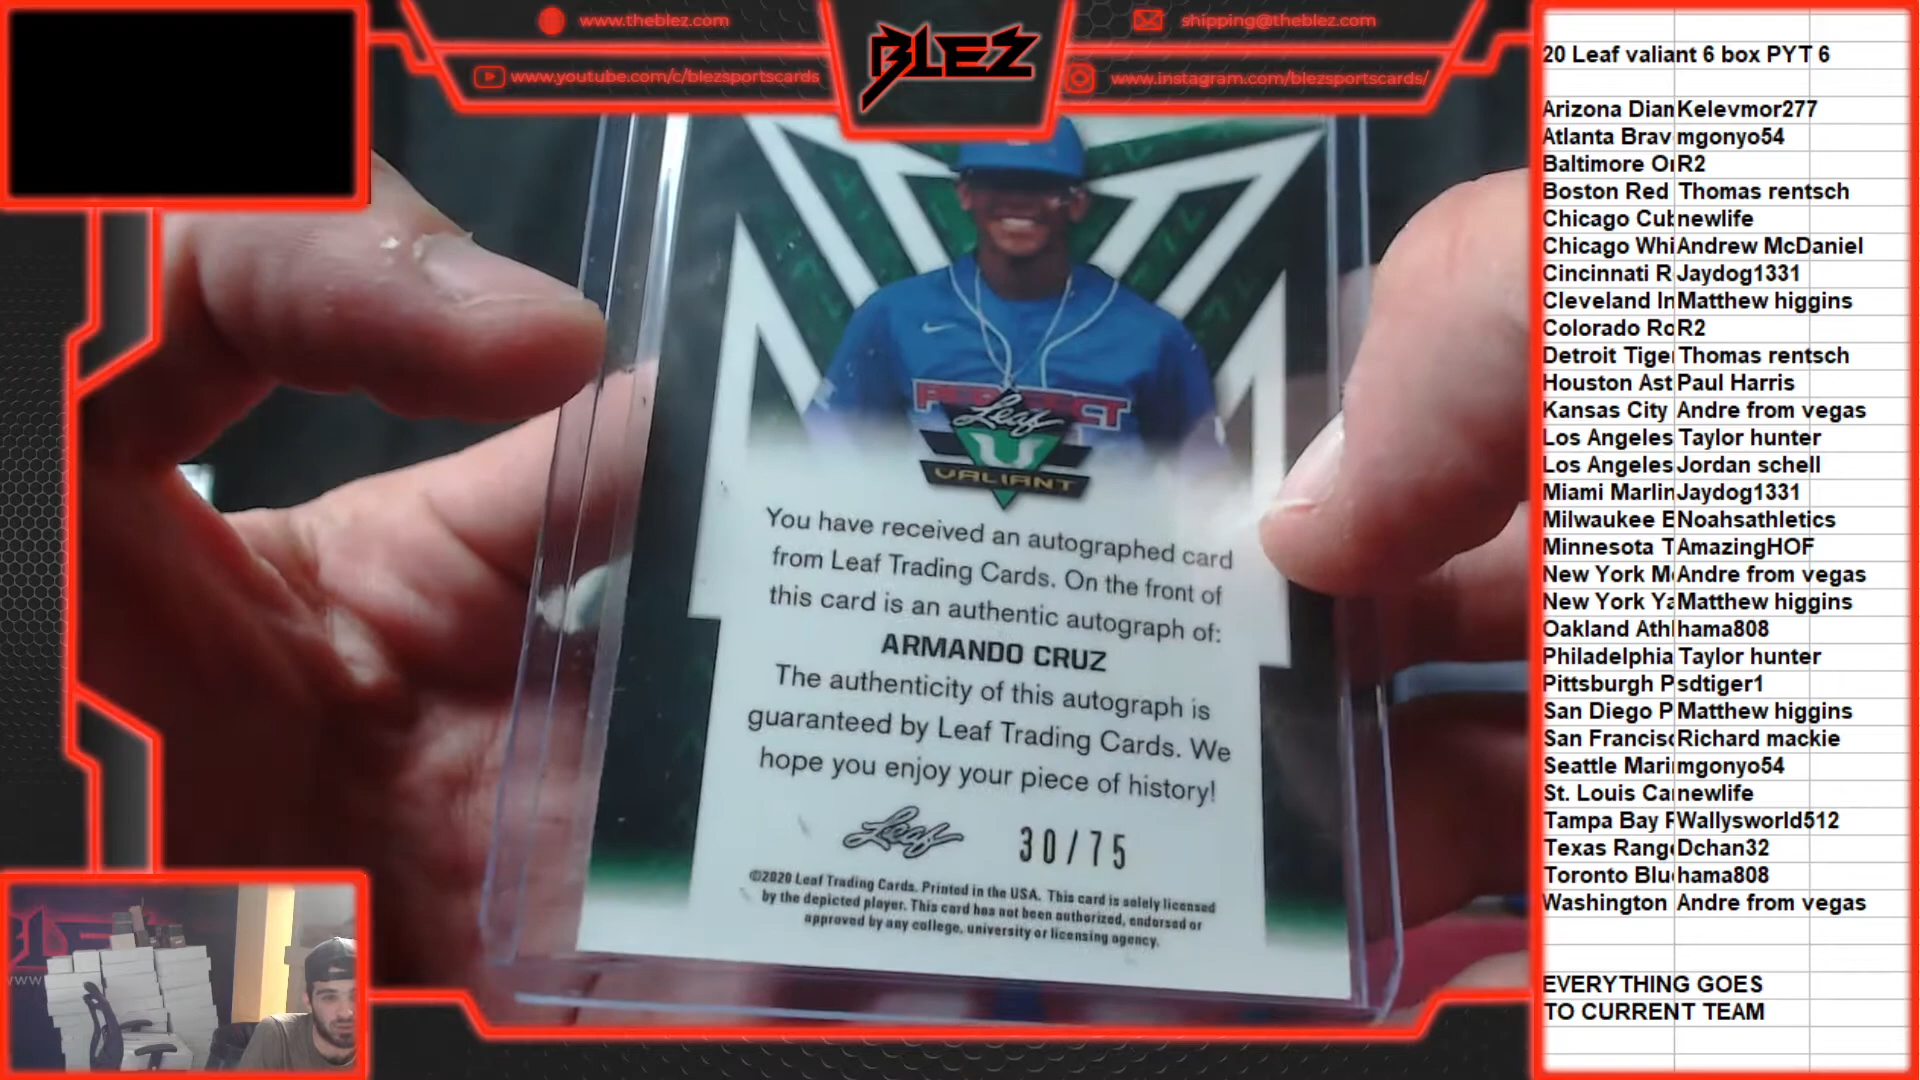 www.theblez.com
www.youtube.com/c/blezsportscards
BLEZ
shipping@theblez.com
www.instagram.com/blezsportscards/
PERFECT
Leaf
VALIANT
You have received an autographed card
from Leaf Trading Cards. On the front of
this card is an authentic autograph of:
ARMANDO CRUZ
The authenticity of this autograph is
guaranteed by Leaf Trading Cards. We
hope you enjoy your piece of history!
Leaf 30/75
©2020 Leaf Trading Cards. Printed in the USA. This card is solely licensed
by the depicted player. This card has not been authorized, endorsed or
approved by any college, university or licensing agency.
20 Leaf valiant 6 box PYT 6
Arizona Dian Kelevmor277
Atlanta Brav mgonyo54
Baltimore Or R2
Boston Red Thomas rentsch
Chicago Cub newlife
Chicago Whi Andrew McDaniel
Cincinnati R Jaydog1331
Cleveland In Matthew higgins
Colorado Ro R2
Detroit Tiger Thomas rentsch
Houston Ast Paul Harris
Kansas City Andre from vegas
Los Angeles Taylor hunter
Los Angeles Jordan schell
Miami Marlin Jaydog1331
Milwaukee B Noahsathletics
Minnesota T AmazingHOF
New York M Andre from vegas
New York Ya Matthew higgins
Oakland Athl hama808
Philadelphia Taylor hunter
Pittsburgh P sdtiger1
San Diego P Matthew higgins
San Francisc Richard mackie
Seattle Mari mgonyo54
St. Louis Ca newlife
Tampa Bay R Wallysworld512
Texas Range Dchan32
Toronto Blu hama808
Washington Andre from vegas
EVERYTHING GOES
TO CURRENT TEAM